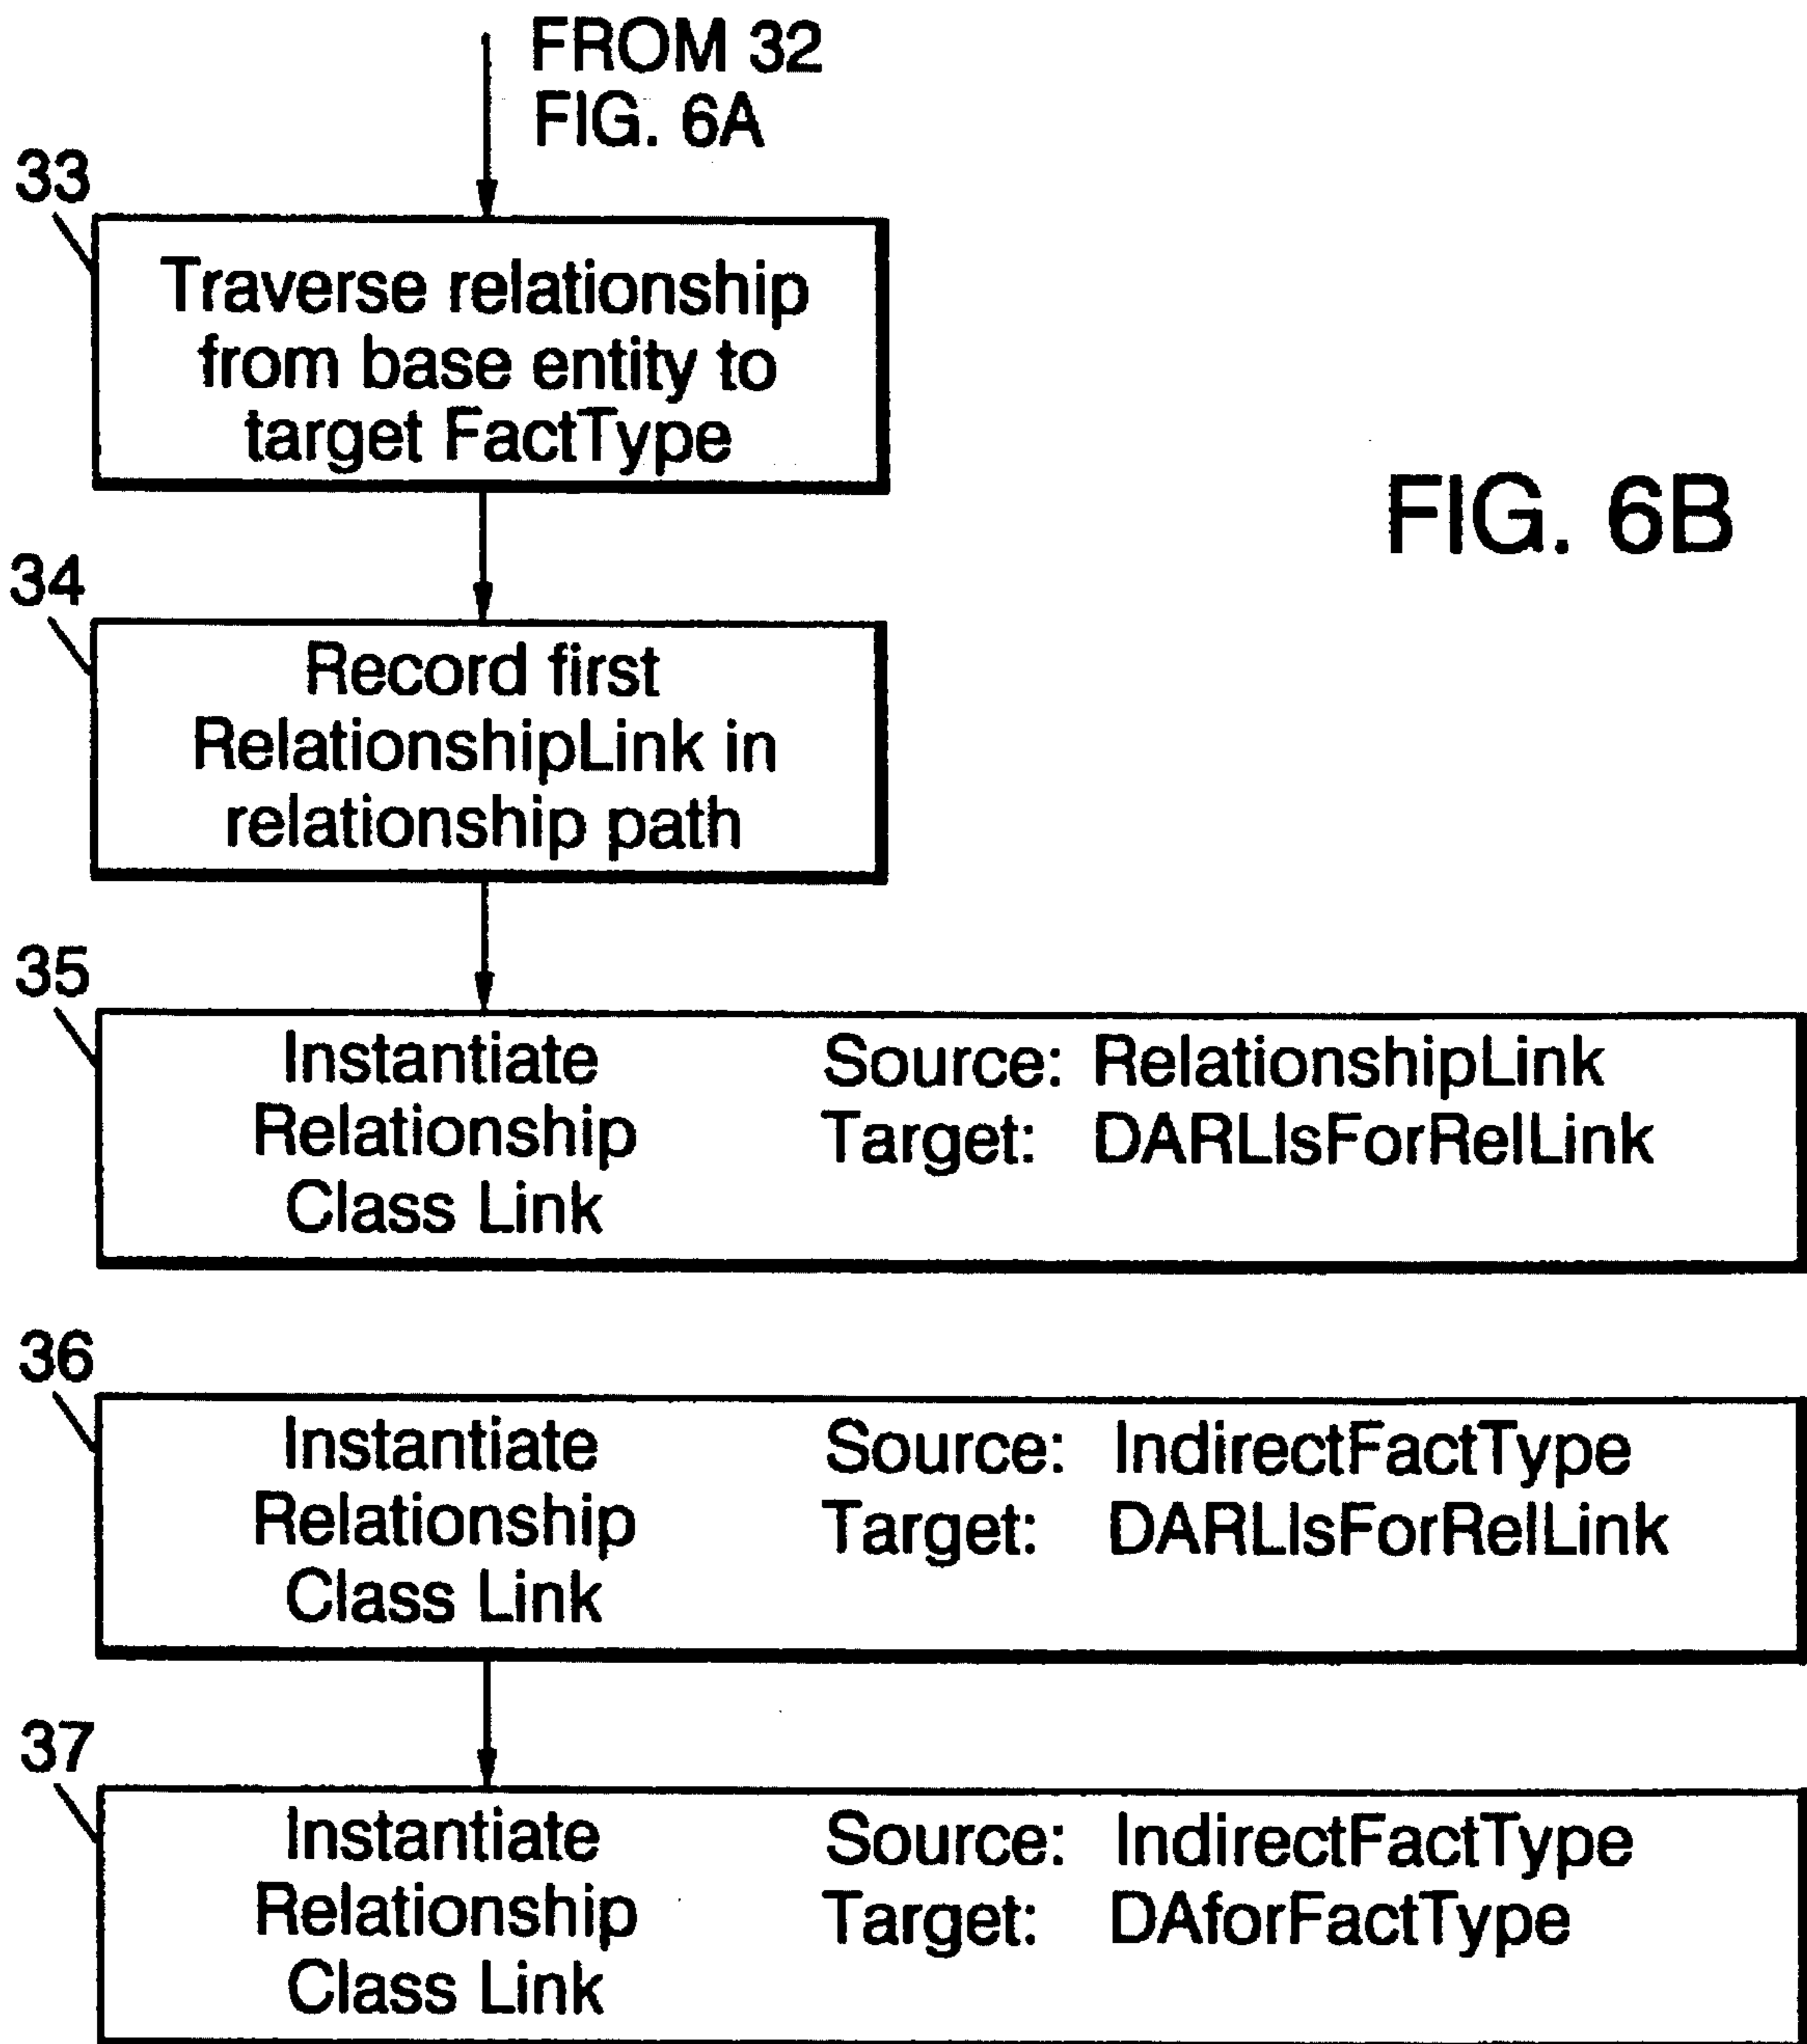 FROM 32
FIG. 6A
33
Traverse relationship
from base entity to
target FactType
FIG. 6B
34
Record first
RelationshipLink in
relationship path
35
Instantiate
Relationship
Class Link
Source: RelationshipLink
Target: DARLIsForRelLink
36
Instantiate
Relationship
Class Link
Source: IndirectFactType
Target: DARLIsForRelLink
37
Instantiate
Relationship
Class Link
Source: IndirectFactType
Target: DAforFactType